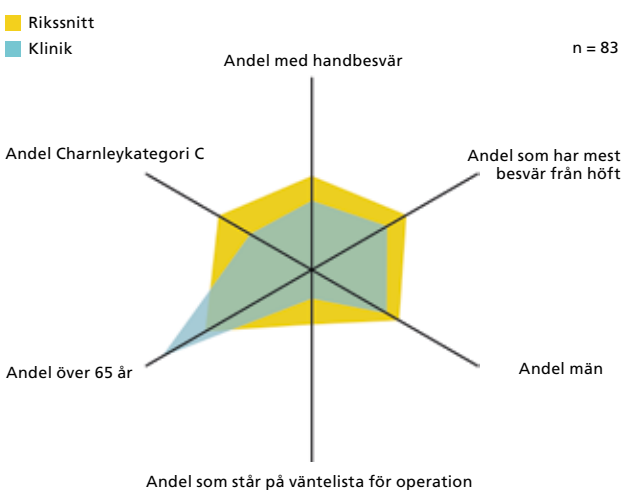 Rikssnitt
Klinik
n = 83
Andel med handbesvär
Andel Charnleykategori C
Andel som har mest
besvär från höft
Andel över 65 år
Andel män
Andel som står på väntelista för operation